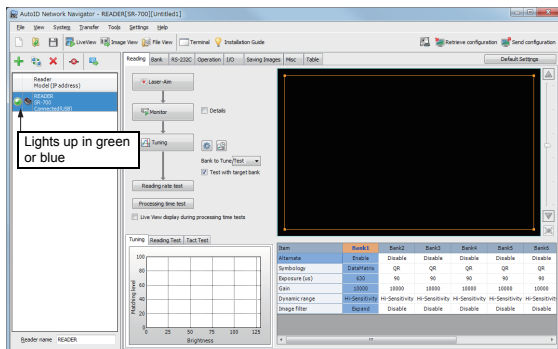 AutoID Network Navigator - READER[SR-700][Untitled1]
File View System Transfer Tools Settings Help
LiveView Image View File View Terminal Installation Guide Retrieve configuration Send configuration
Reading Bank RS-232C Operation I/O Saving Images Misc Table Default Settings
Reader
Model (IP address)
READER
SR-700
Connected(USB)
Lights up in green
or blue
Laser-Aim
Monitor Details
Tuning
Bank to Tune Test ...
Test with target bank
Reading rate test
Processing time test
Live View display during processing time tests
Tuning Reading Test Tact Test
Matching level
100
80
60
40
20
0
0 25 50 75 100 125
Brightness
Item Bank1 Bank2 Bank3 Bank4 Bank5 Bank6
Alternate Enable Disable Disable Disable Disable Disable
Symbology DataMatrix QR QR QR QR QR
Exposure (us) 630 90 90 90 90 90
Gain 10000 10000 10000 10000 10000 10000
Dynamic range Hi-Sensitivity Hi-Sensitivity Hi-Sensitivity Hi-Sensitivity Hi-Sensitivity Hi-Sensitivity
Image filter Expand Disable Disable Disable Disable Disable
Reader name READER